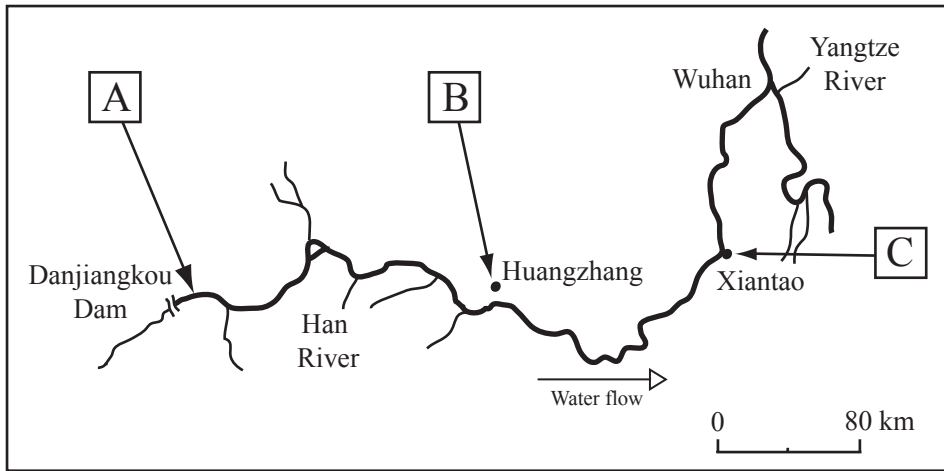 Yangtze
River
Wuhan
A
B
C
Danjiangkou
Dam
Huangzhang
Xiantao
Han
River
Water flow
0 80 km